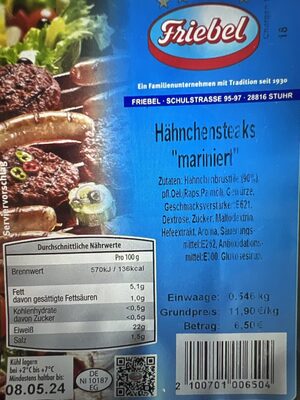 Friebel
Ein Familienunternehmen mit Tradition seit 1930
FRIEBEL · SCHULSTRASSE 95-97 · 28816 STUHR
Hähnchensteaks
"mariniert"
Zutaten: Hähnchenbrustfilet (90%)
pfl.Oel,Raps,Palmöl, Gewürze,
Geschmacksverstärker: E621,
Dextrose, Zucker, Maltodextrin,
Hefeextrakt, Aroma, Säuerungs-
mittel:E262, Antioxidations-
mittel:E300, Glukosesirup.
Serviervorschlag
Durchschnittliche Nährwerte
Pro 100 g
Brennwert 570kJ / 136kcal
Fett 5,1g
davon gesättigte Fettsäuren 1,0g
Kohlenhydrate <0,5g
davon Zucker <0,5g
Eiweiß 22g
Salz 1,5g
Einwaage: 0.546 kg
Grundpreis: 11,90 €/kg
Betrag: 6,50 €
Kühl lagern
bei +2°C bis +7°C
Mindestens haltbar bis:
08.05.24
DE
NI 10187
EG
2 100701 006504